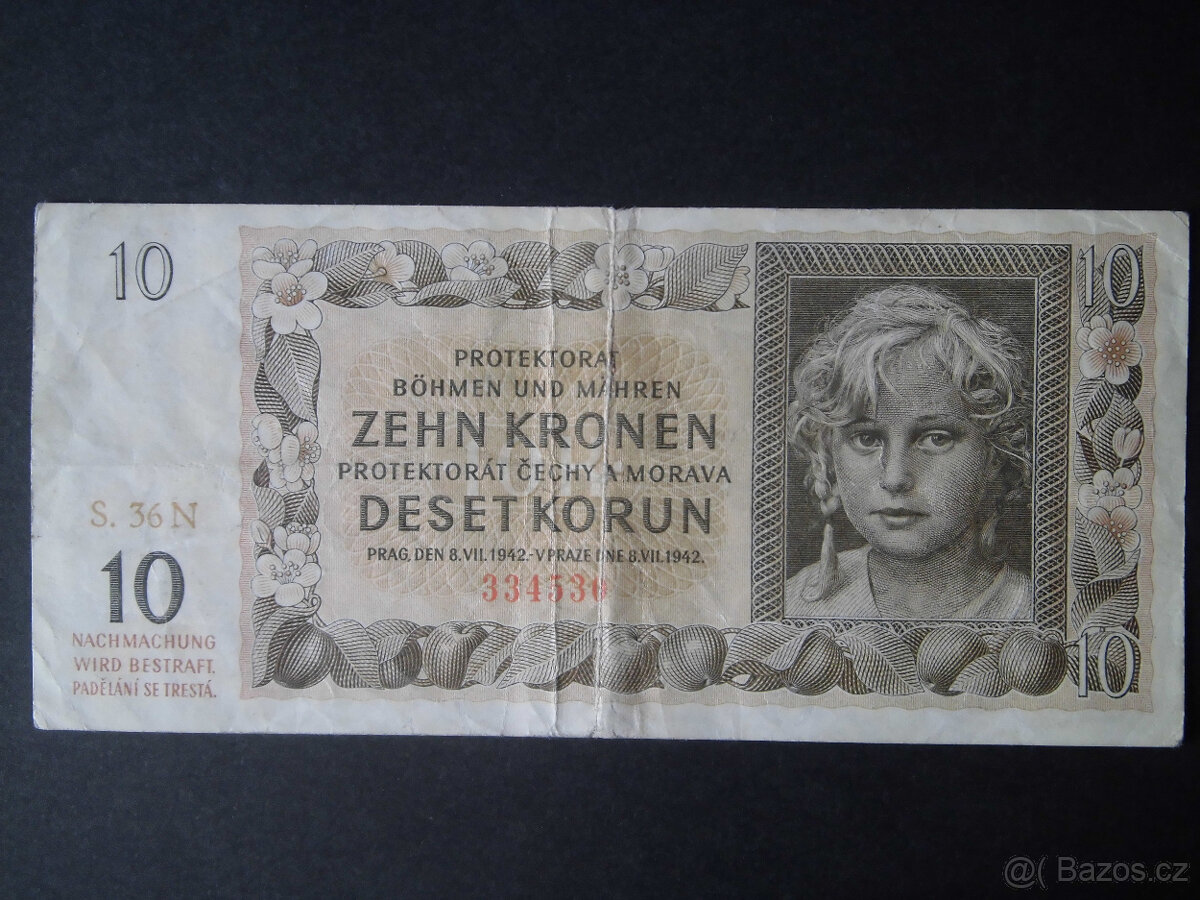 10
10
PROTEKTORAT
BÖHMEN UND MÄHREN
ZEHN KRONEN
PROTEKTORÁT ČECHY A MORAVA
DESET KORUN
PRAG, DEN 8.VII.1942.-V PRAZE DNE 8.VII.1942.
334530
S. 36 N
10
NACHMACHUNG
WIRD BESTRAFT.
PADĚLÁNÍ SE TRESTÁ.
10
@( Bazos.cz